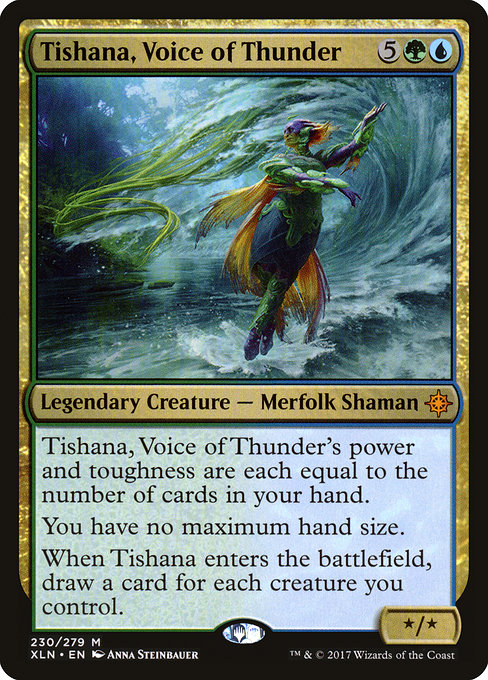 Tishana, Voice of Thunder 5
Legendary Creature — Merfolk Shaman
Tishana, Voice of Thunder's power
and toughness are each equal to the
number of cards in your hand.
You have no maximum hand size.
When Tishana enters the battlefield,
draw a card for each creature you
control.
*/*
230/279 M
XLN • EN Anna Steinbauer
™ & © 2017 Wizards of the Coast